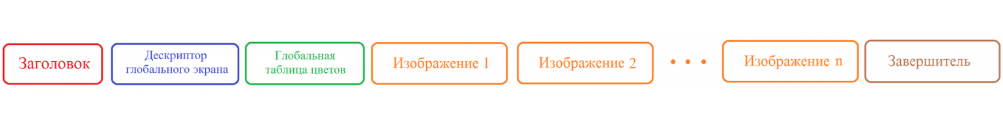 Заголовок
Дескриптор
глобального экрана
Глобальная
таблица цветов
Изображение 1
Изображение 2
• • •
Изображение n
Завершитель